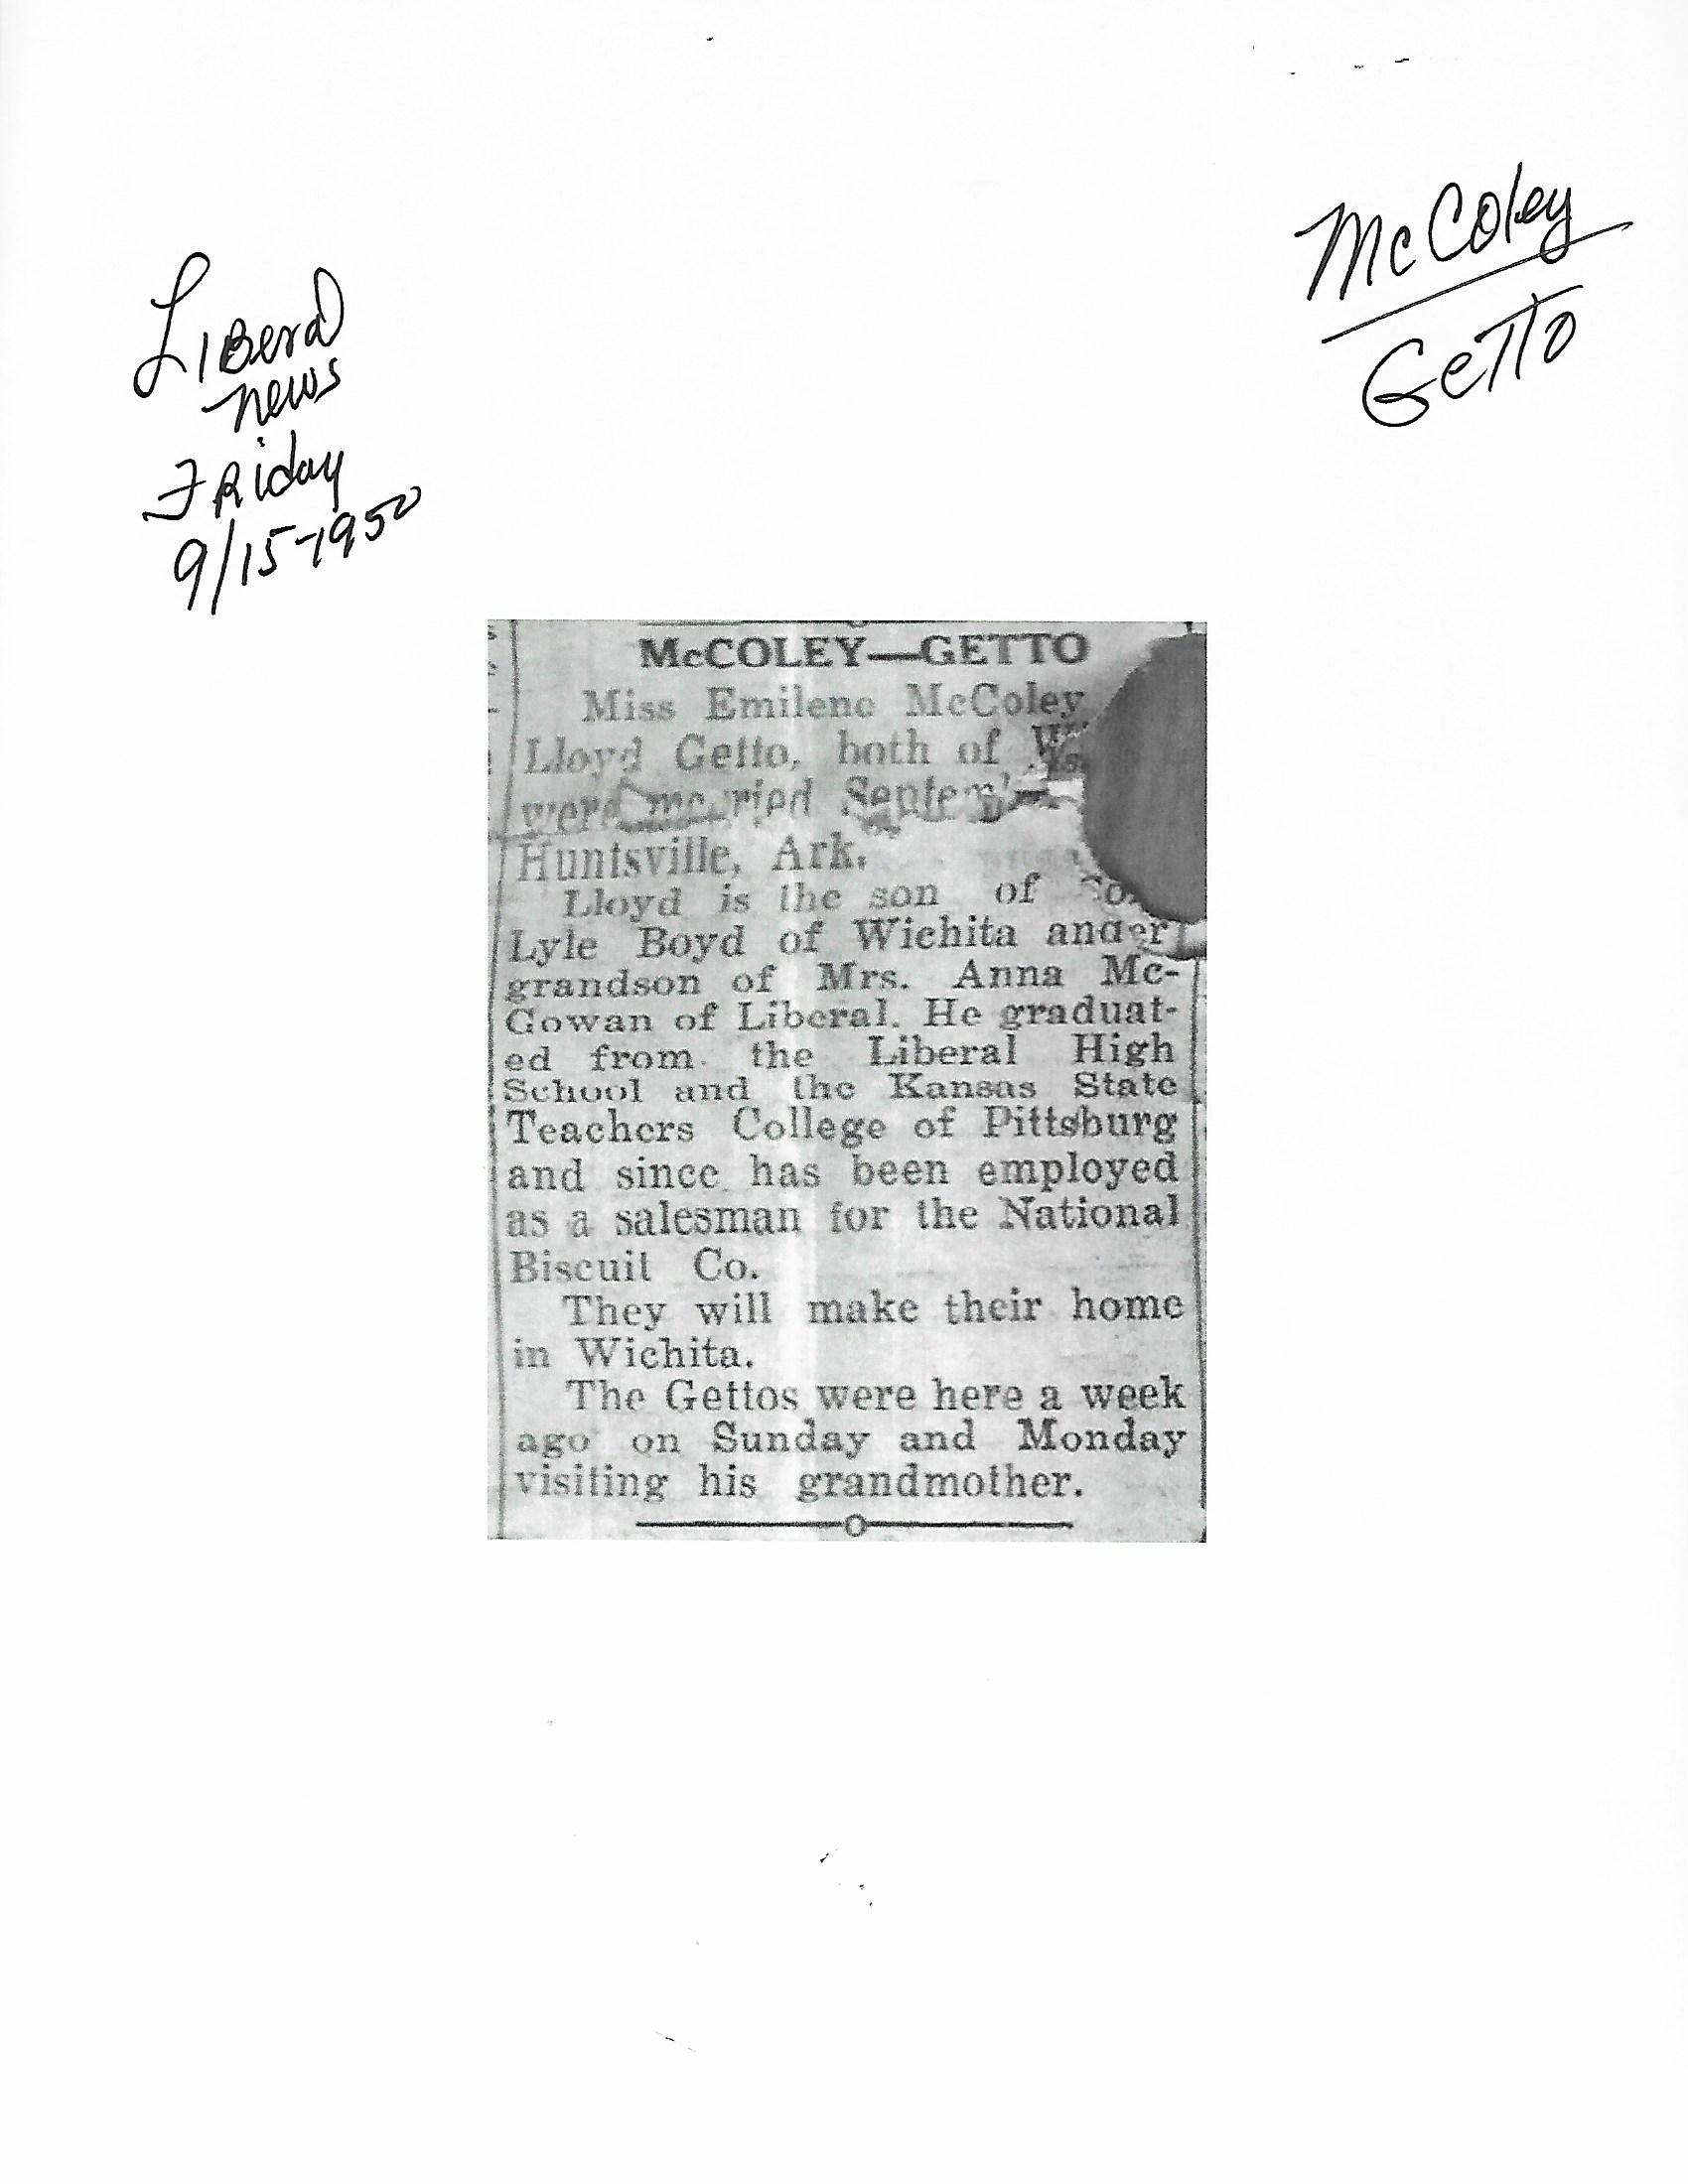 McColey
Getto
Liberal
news
Friday
9/15-1950
McCOLEY—GETTO
Miss Emilene McColey
Lloyd Getto, both of
were married
Huntsville, Ark.
Lloyd is the son of
Lyle Boyd of Wichita and
grandson of Mrs. Anna Mc-
Gowan of Liberal. He graduat-
ed from the Liberal High
School and the Kansas State
Teachers College of Pittsburg
and since has been employed
as a salesman for the National
Biscuit Co.
They will make their home
in Wichita.
The Gettos were here a week
ago on Sunday and Monday
visiting his grandmother.